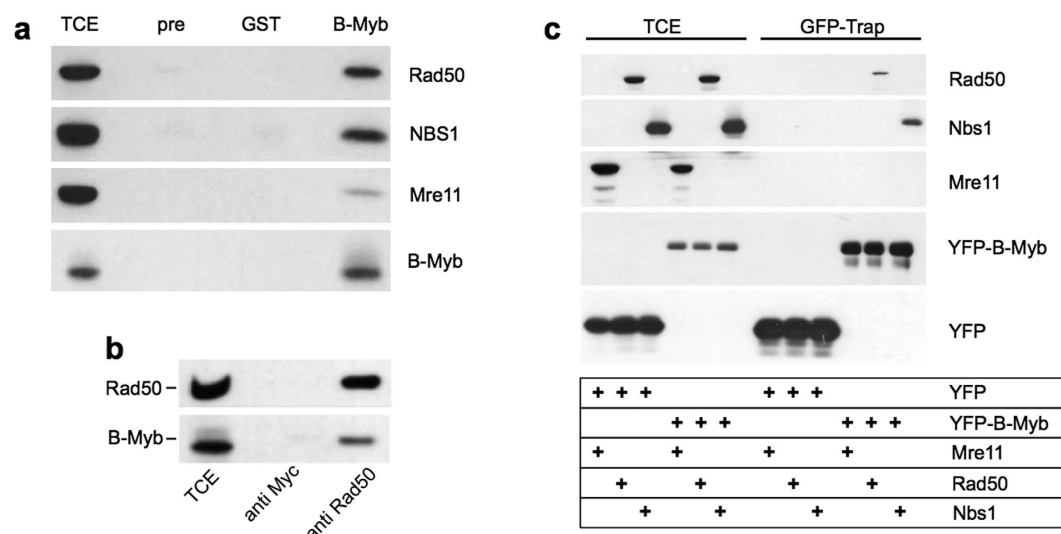 a
TCE pre GST B-Myb
Rad50
NBS1
Mre11
B-Myb
b
Rad50
B-Myb
TCE anti Myc anti Rad50
c
TCE GFP-Trap
Rad50
Nbs1
Mre11
YFP-B-Myb
YFP
+ + + + + + YFP
+ + + + + + YFP-B-Myb
+ + + + Mre11
+ + + + Rad50
+ + + + Nbs1